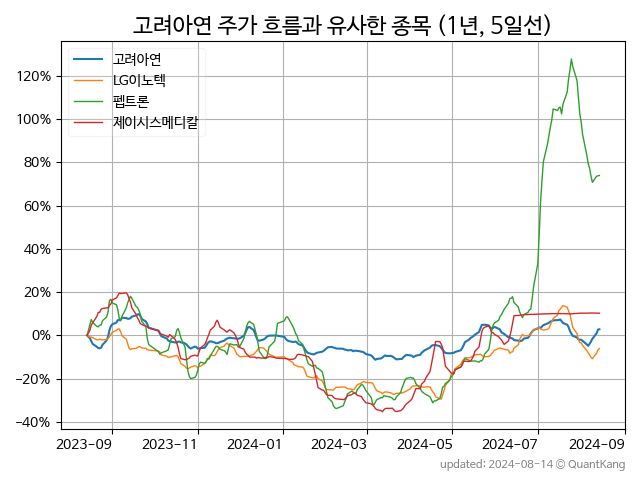 고려아연 주가 흐름과 유사한 종목 (1년, 5일선)
고려아연
LG이노텍
펩트론
제이시스메디칼
120%
100%
80%
60%
40%
20%
0%
−20%
−40%
2023-09 2023-11 2024-01 2024-03 2024-05 2024-07 2024-09
updated: 2024-08-14 © QuantKang